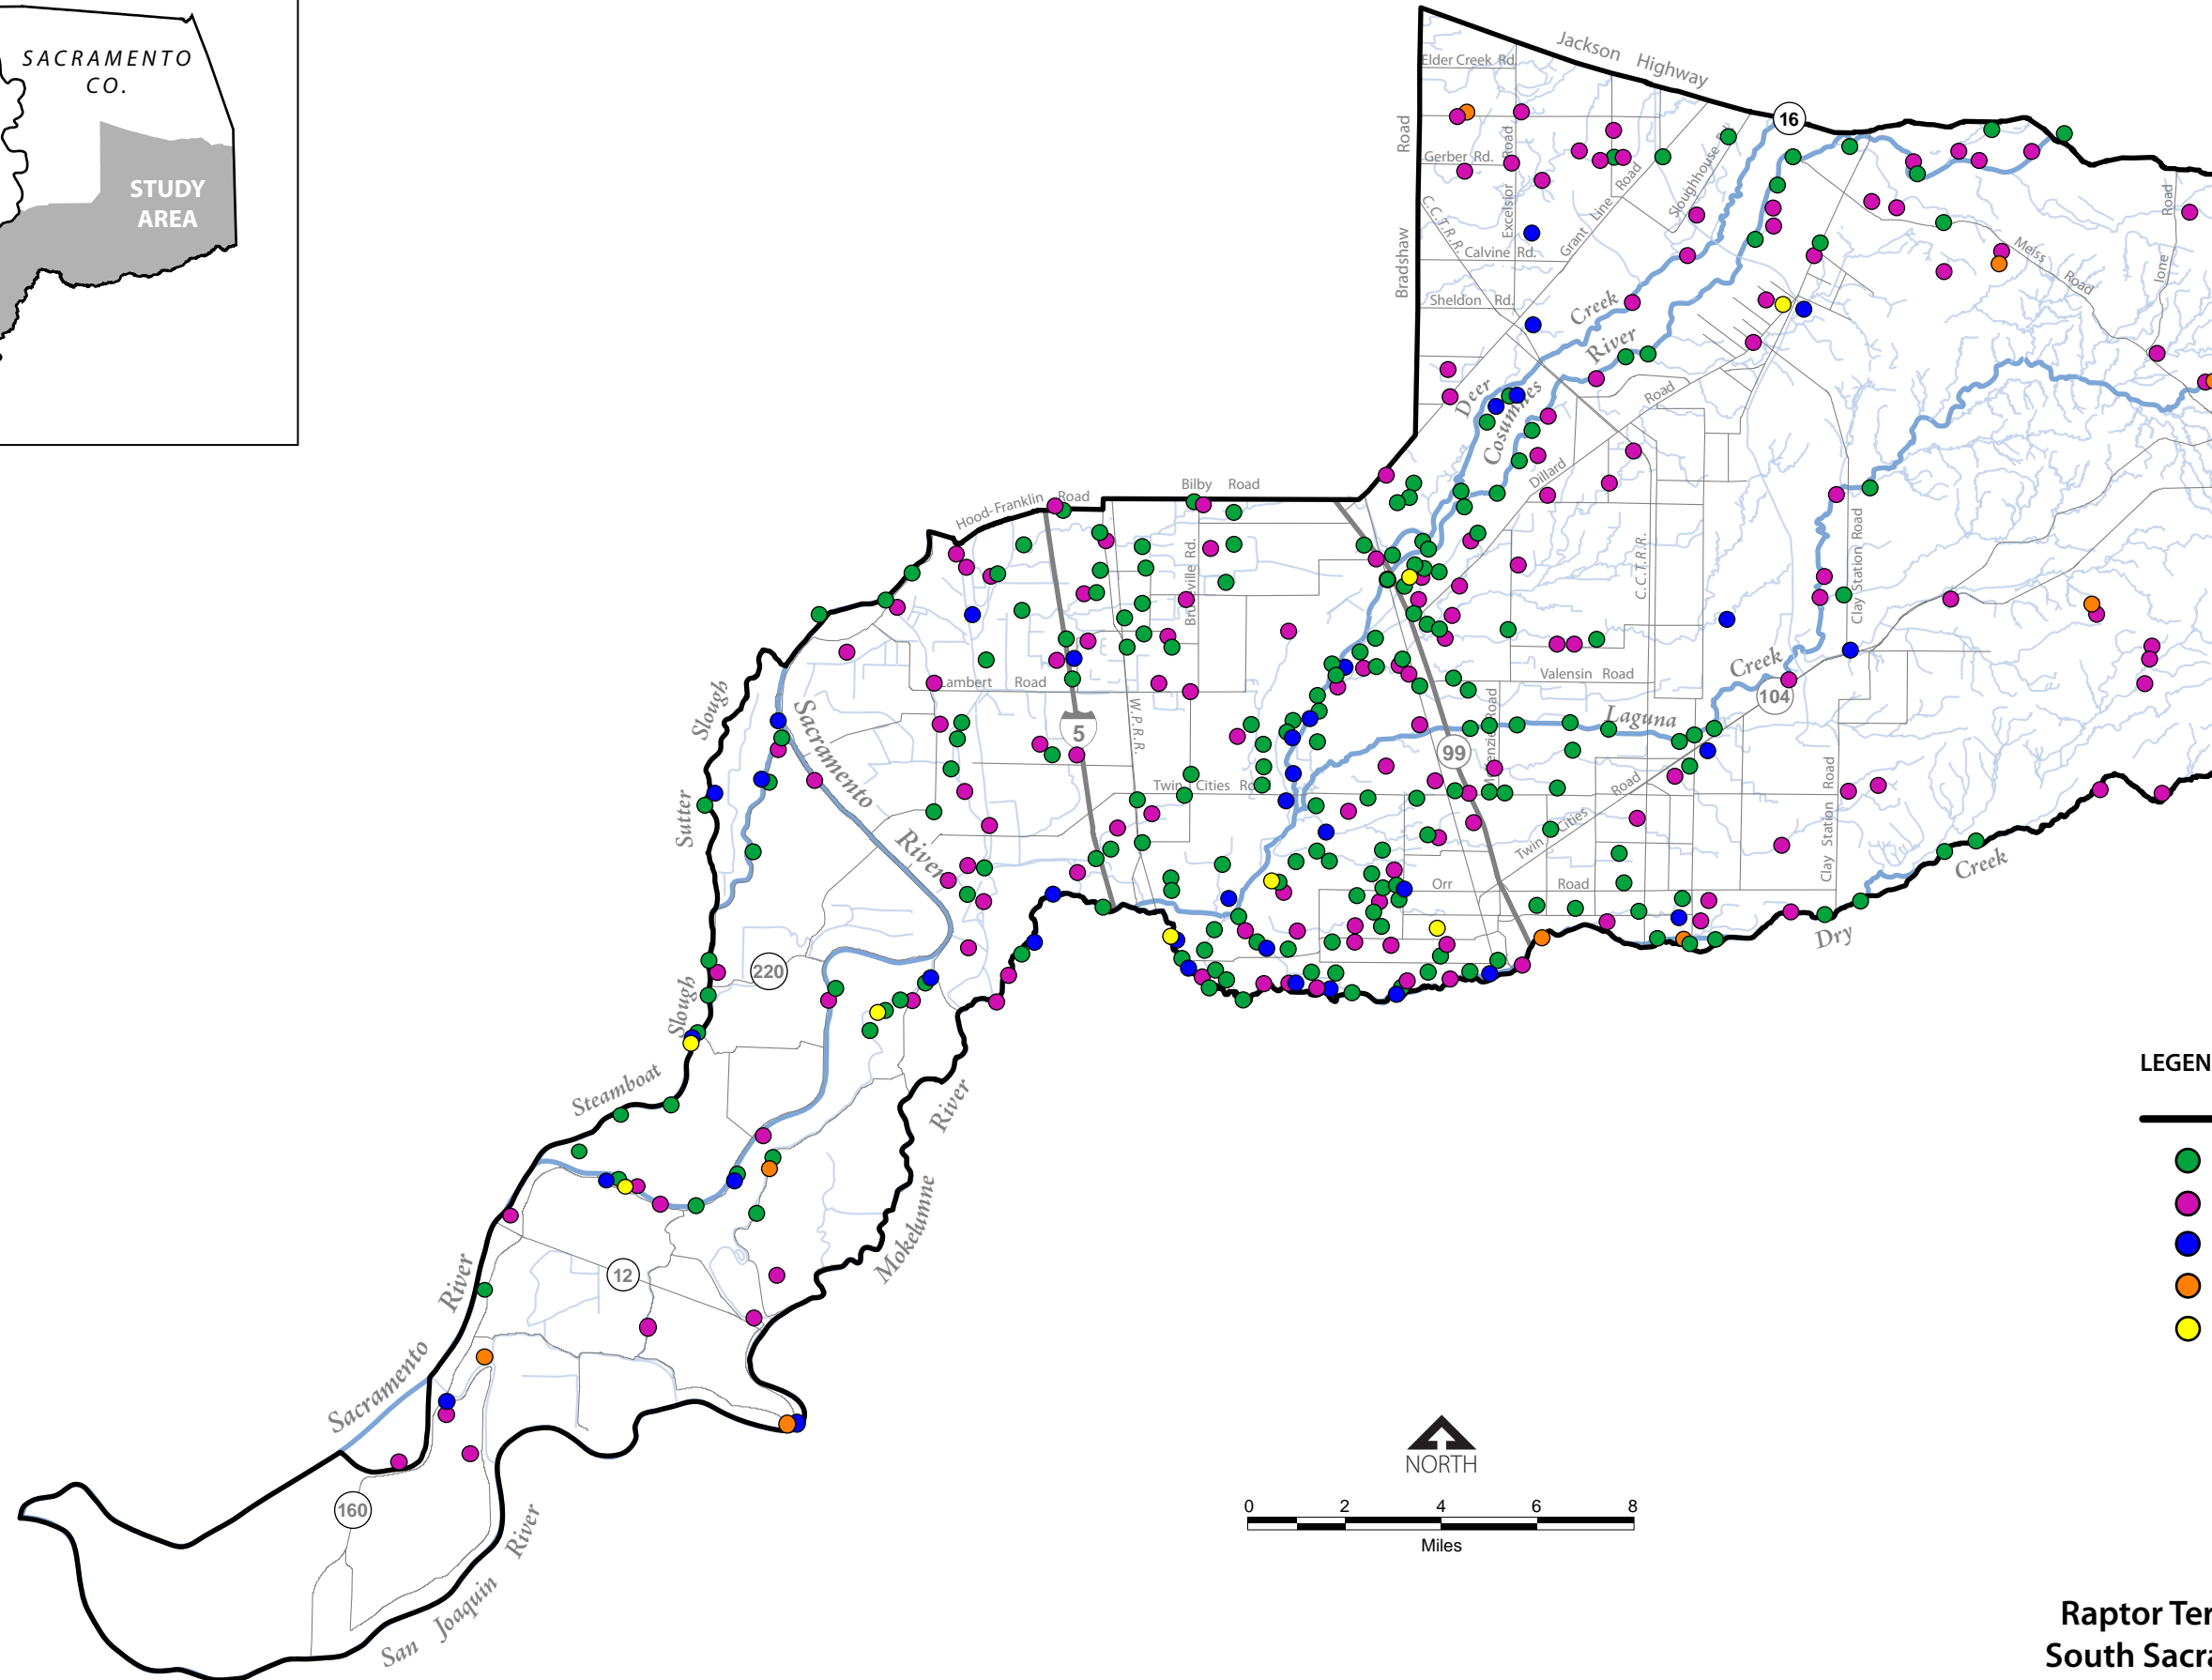 SACRAMENTO
CO.
STUDY
AREA
Jackson Highway
Elder Creek Rd.
16
Road
Bradshaw
Gerber Rd.
Excelsior Road
Sloughhouse
Grant Line Road
C.C.T.R.R.
Calvine Rd.
Sheldon Rd.
Meiss Road
Ione Road
Creek
River
Deer
Cosumnes
Dillard Road
Bilby Road
Hood-Franklin Road
C.C.T.R.R.
Clay Station Road
Valensin Road
Creek
104
Laguna
Lambert Road
W.P.R.R.
5
99
Slough
Sutter
Sacramento
River
Twin Cities
Twin Cities Road
Clay Station Road
Orr Road
Creek
Dry
220
Slough
Steamboat
River
Mokelumne
12
River
Sacramento
160
River
San Joaquin
NORTH
0 2 4 6 8
Miles
LEGEN
Raptor Ter
South Sacra